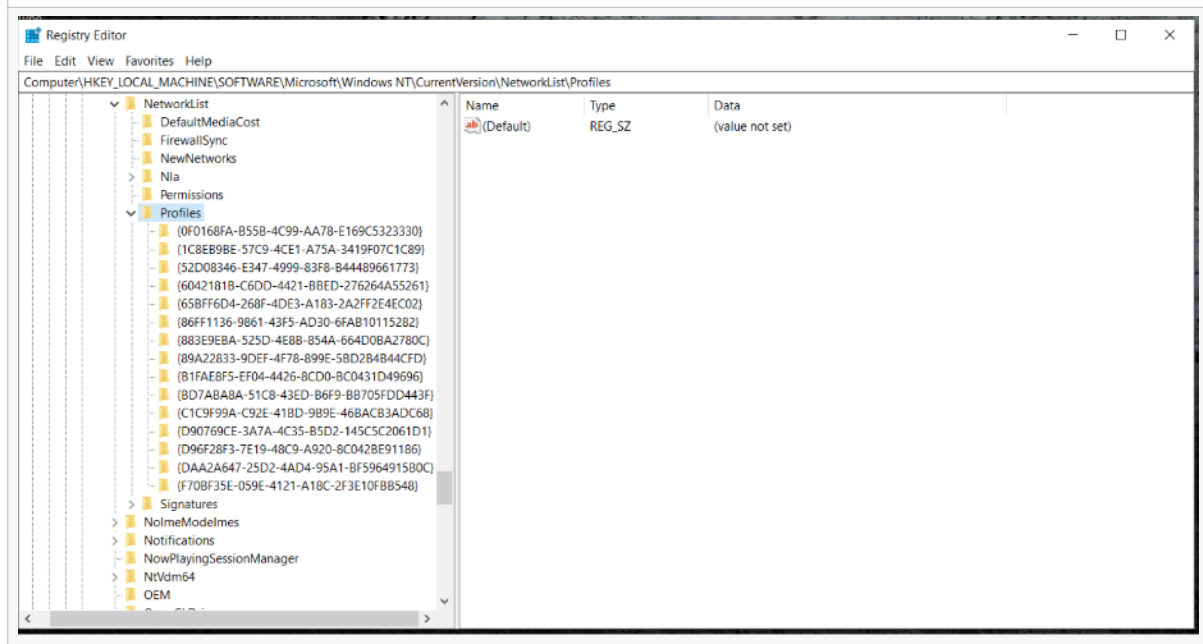 Registry Editor
File Edit View Favorites Help
Computer\HKEY_LOCAL_MACHINE\SOFTWARE\Microsoft\Windows NT\CurrentVersion\NetworkList\Profiles
NetworkList
DefaultMediaCost
FirewallSync
NewNetworks
Nla
Permissions
Profiles
{0F0168FA-B55B-4C99-AA78-E169C5323330}
{1C8EB9BE-57C9-4CE1-A75A-3419F07C1C89}
{52D08346-E347-4999-83F8-B44489661773}
{6042181B-C6DD-4421-BBED-276264A55261}
{65BFF6D4-268F-4DE3-A183-2A2FF2E4EC02}
{86FF1136-9861-43F5-AD30-6FAB10115282}
{883E9EBA-525D-4E8B-854A-664D0BA2780C}
{89A22833-9DEF-4F78-899E-5BD2B4B44CFD}
{B1FAE8F5-EF04-4426-8CD0-BC0431D49696}
{BD7ABA8A-51C8-43ED-B6F9-BB705FDD443F}
{C1C9F99A-C92E-41BD-9B9E-46BACB3ADC68}
{D90769CE-3A7A-4C35-B5D2-145C5C2061D1}
{D96F28F3-7E19-48C9-A920-8C042BE91186}
{DAA2A647-25D2-4AD4-95A1-BF5964915B0C}
{F70BF35E-059E-4121-A18C-2F3E10FBB548}
Signatures
NoImeModeImes
Notifications
NowPlayingSessionManager
NtVdm64
OEM
Name Type Data
(Default) REG_SZ (value not set)